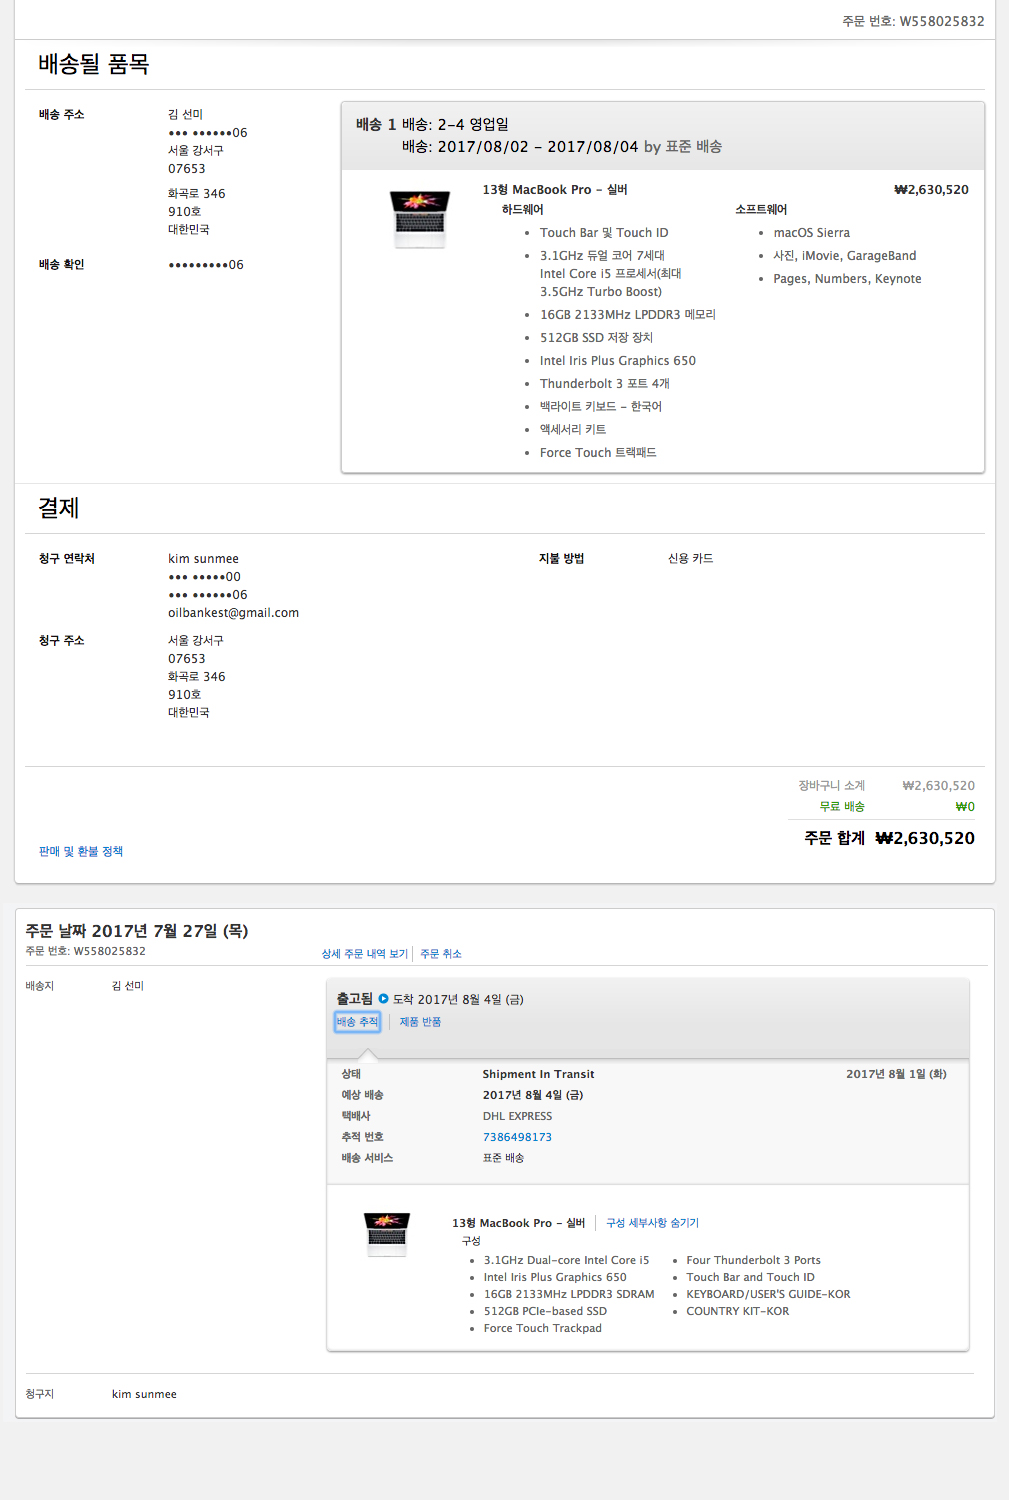 주문 번호: W558025832
배송될 품목
배송 주소
김 선미
••• ••••••06
서울 강서구
07653
화곡로 346
910호
대한민국
배송 확인
•••••••••06
배송 1 배송: 2-4 영업일
배송: 2017/08/02 - 2017/08/04 by 표준 배송
13형 MacBook Pro - 실버
₩2,630,520
하드웨어
Touch Bar 및 Touch ID
3.1GHz 듀얼 코어 7세대
Intel Core i5 프로세서(최대
3.5GHz Turbo Boost)
16GB 2133MHz LPDDR3 메모리
512GB SSD 저장 장치
Intel Iris Plus Graphics 650
Thunderbolt 3 포트 4개
백라이트 키보드 - 한국어
액세서리 키트
Force Touch 트랙패드
소프트웨어
macOS Sierra
사진, iMovie, GarageBand
Pages, Numbers, Keynote
결제
청구 연락처
kim sunmee
••• •••••00
••• ••••••06
oilbankest@gmail.com
지불 방법
신용 카드
청구 주소
서울 강서구
07653
화곡로 346
910호
대한민국
장바구니 소계 ₩2,630,520
무료 배송 ₩0
주문 합계 ₩2,630,520
판매 및 환불 정책
주문 날짜 2017년 7월 27일 (목)
주문 번호: W558025832
상세 주문 내역 보기 | 주문 취소
배송지
김 선미
출고됨 도착 2017년 8월 4일 (금)
배송 추적 | 제품 반품
상태 Shipment In Transit 2017년 8월 1일 (화)
예상 배송 2017년 8월 4일 (금)
택배사 DHL EXPRESS
추적 번호 7386498173
배송 서비스 표준 배송
13형 MacBook Pro - 실버 | 구성 세부사항 숨기기
구성
3.1GHz Dual-core Intel Core i5
Intel Iris Plus Graphics 650
16GB 2133MHz LPDDR3 SDRAM
512GB PCIe-based SSD
Force Touch Trackpad
Four Thunderbolt 3 Ports
Touch Bar and Touch ID
KEYBOARD/USER'S GUIDE-KOR
COUNTRY KIT-KOR
청구지
kim sunmee